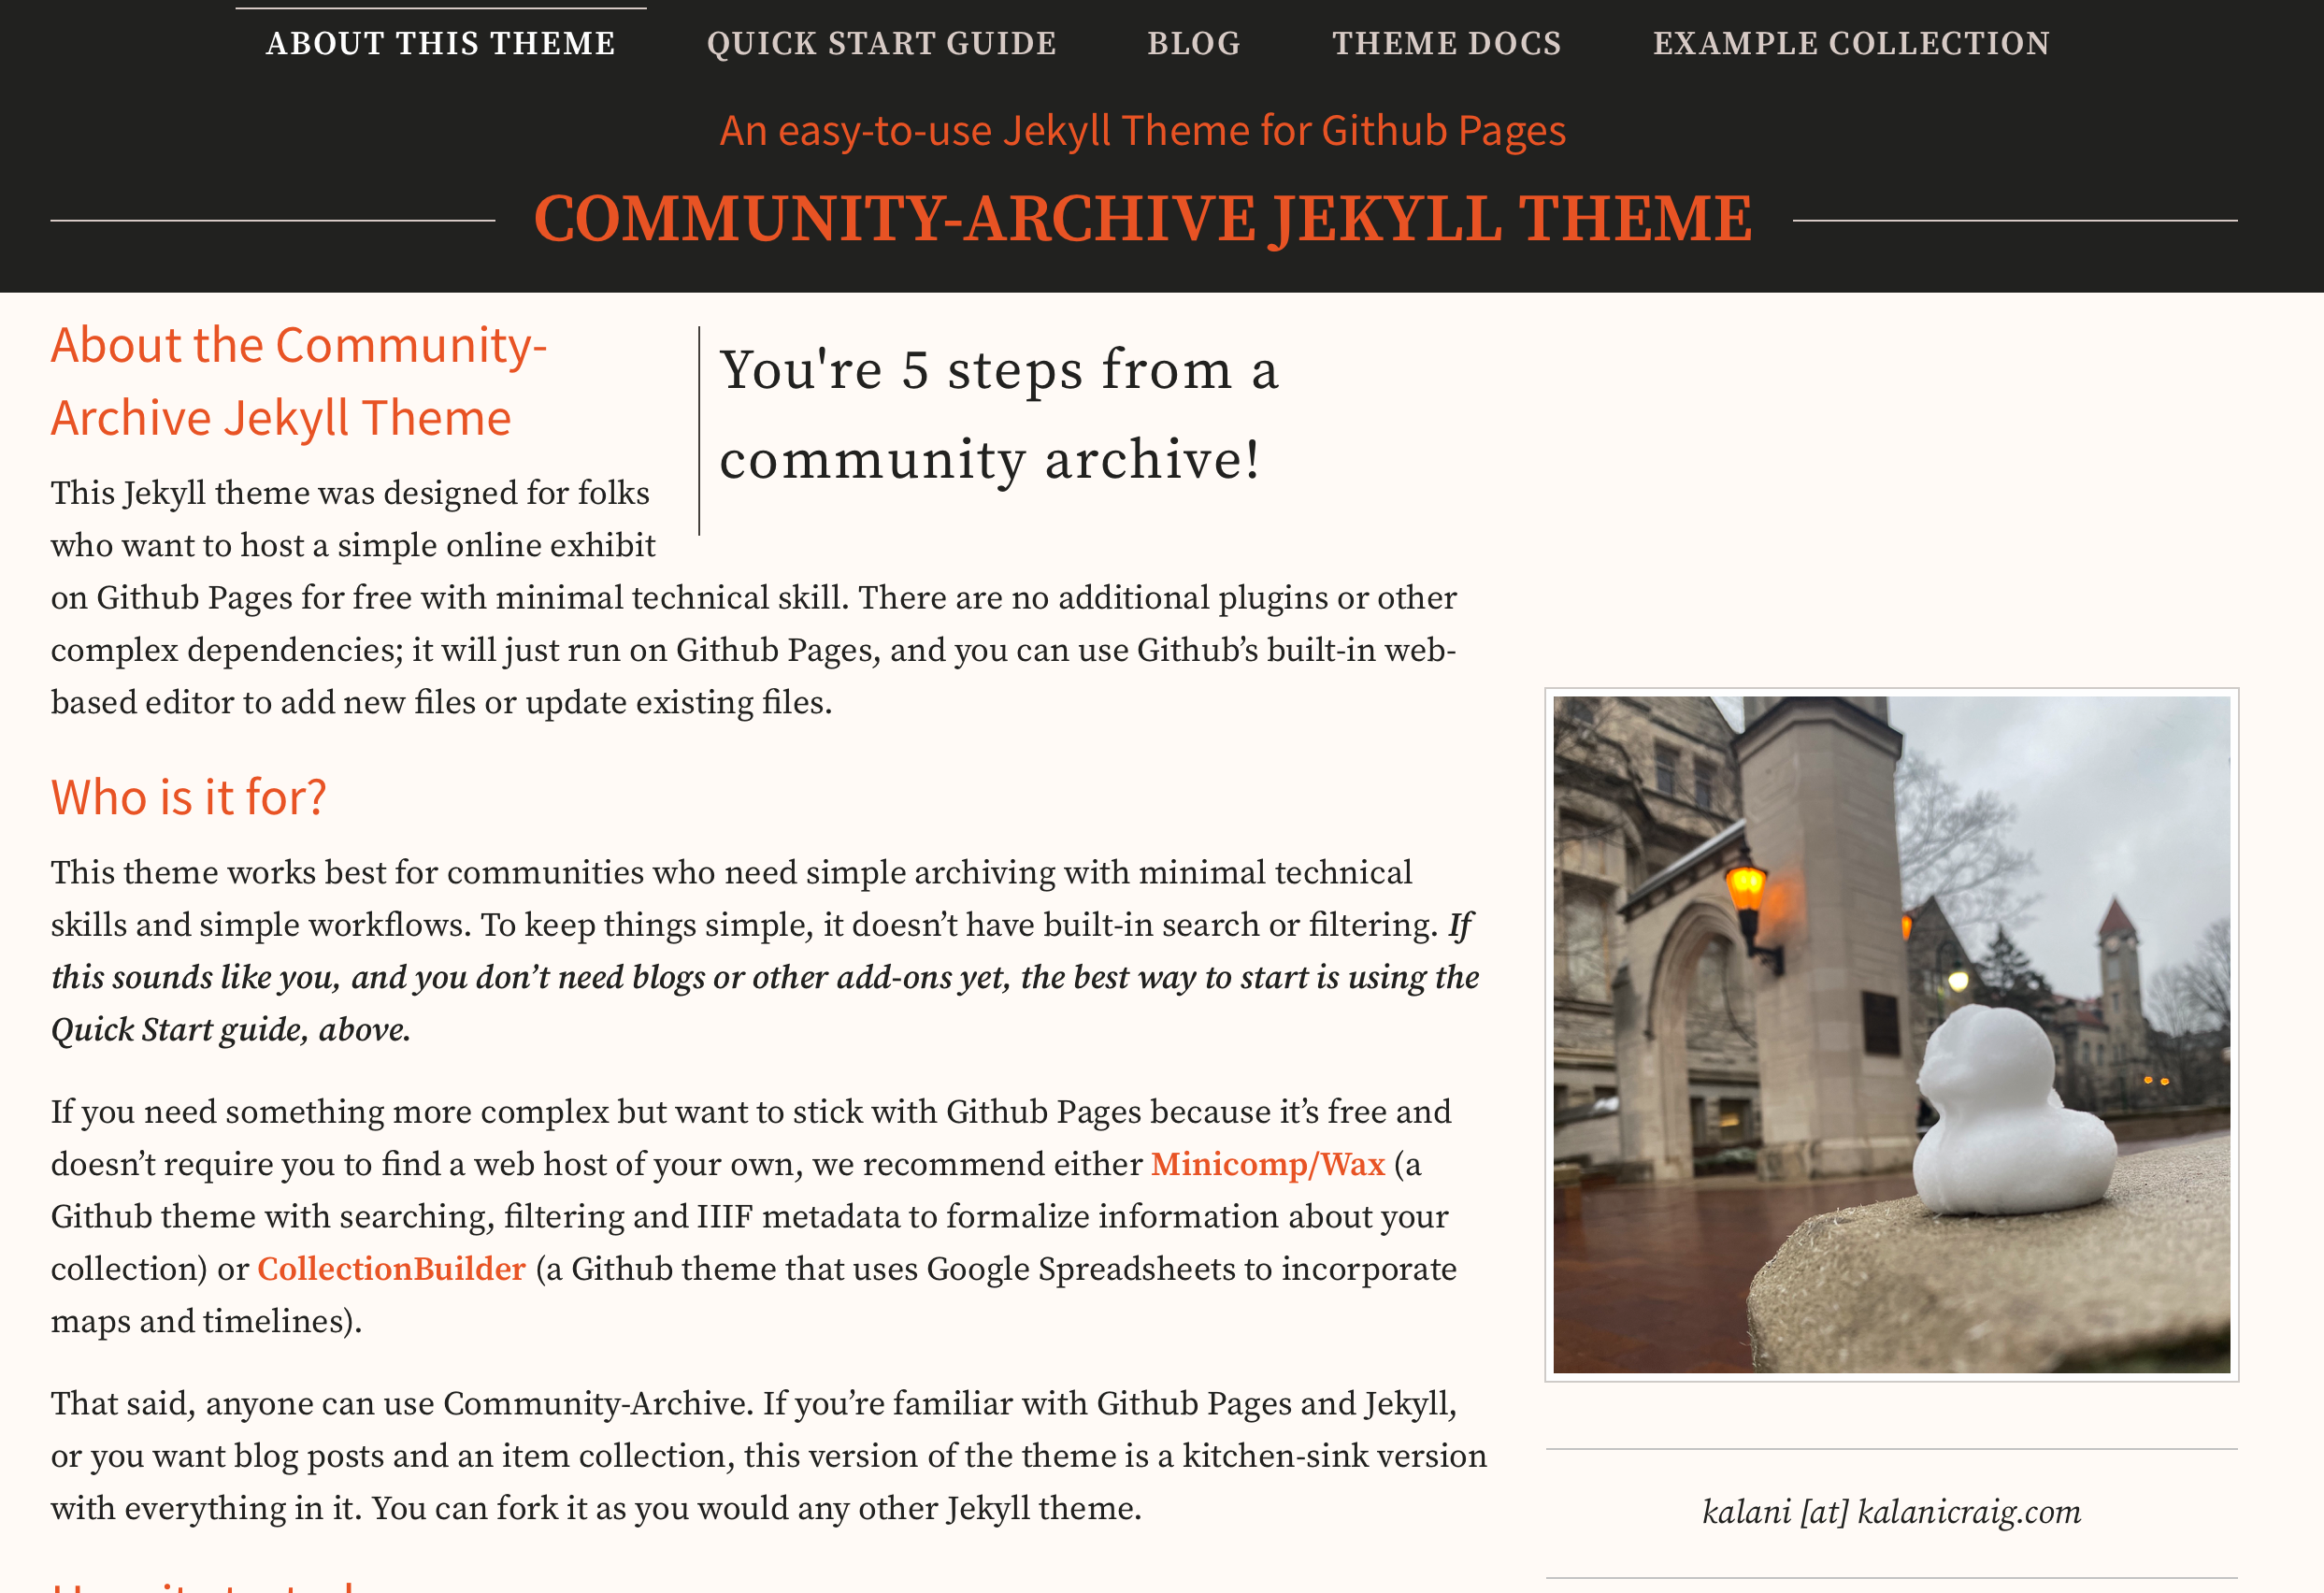 ABOUT THIS THEME QUICK START GUIDE BLOG THEME DOCS EXAMPLE COLLECTION
An easy-to-use Jekyll Theme for Github Pages
COMMUNITY-ARCHIVE JEKYLL THEME
About the Community-
Archive Jekyll Theme
You're 5 steps from a
community archive!
This Jekyll theme was designed for folks
who want to host a simple online exhibit
on Github Pages for free with minimal technical skill. There are no additional plugins or other
complex dependencies; it will just run on Github Pages, and you can use Github’s built-in web-
based editor to add new files or update existing files.
Who is it for?
This theme works best for communities who need simple archiving with minimal technical
skills and simple workflows. To keep things simple, it doesn’t have built-in search or filtering. If
this sounds like you, and you don’t need blogs or other add-ons yet, the best way to start is using the
Quick Start guide, above.
If you need something more complex but want to stick with Github Pages because it’s free and
doesn’t require you to find a web host of your own, we recommend either Minicomp/Wax (a
Github theme with searching, filtering and IIIF metadata to formalize information about your
collection) or CollectionBuilder (a Github theme that uses Google Spreadsheets to incorporate
maps and timelines).
That said, anyone can use Community-Archive. If you’re familiar with Github Pages and Jekyll,
or you want blog posts and an item collection, this version of the theme is a kitchen-sink version
with everything in it. You can fork it as you would any other Jekyll theme.
kalani [at] kalanicraig.com